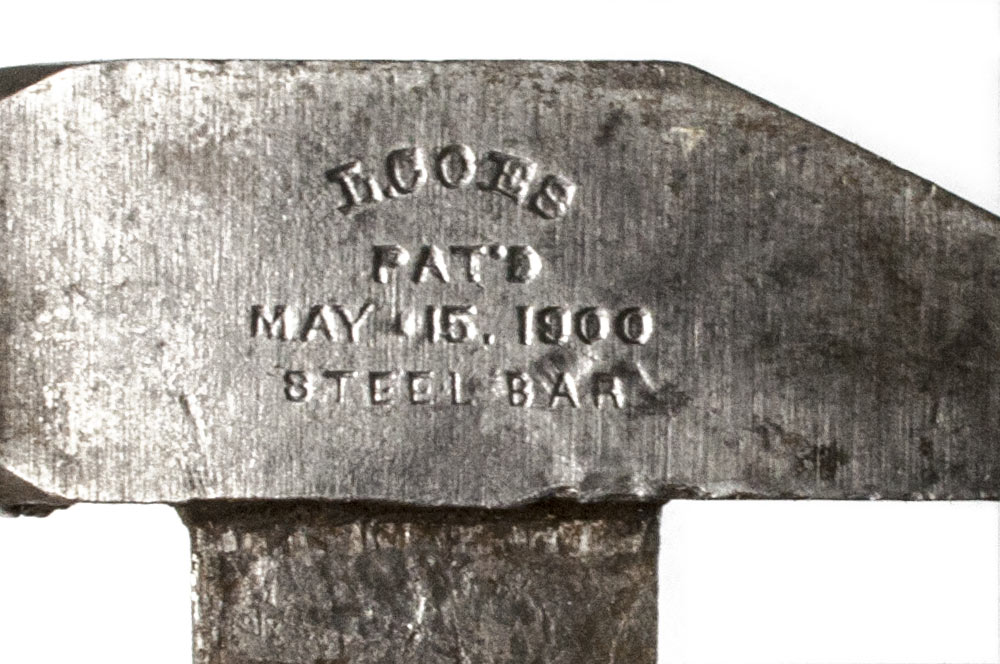 L.COES
PAT'D
MAY 15. 1900
STEEL BAR